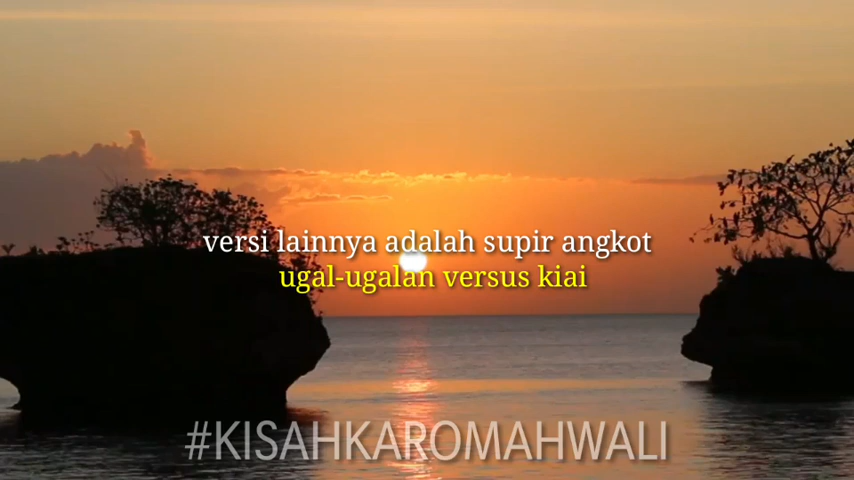 versi lainnya adalah supir angkot
ugal-ugalan versus kiai
#KISAHKAROMAHWALI